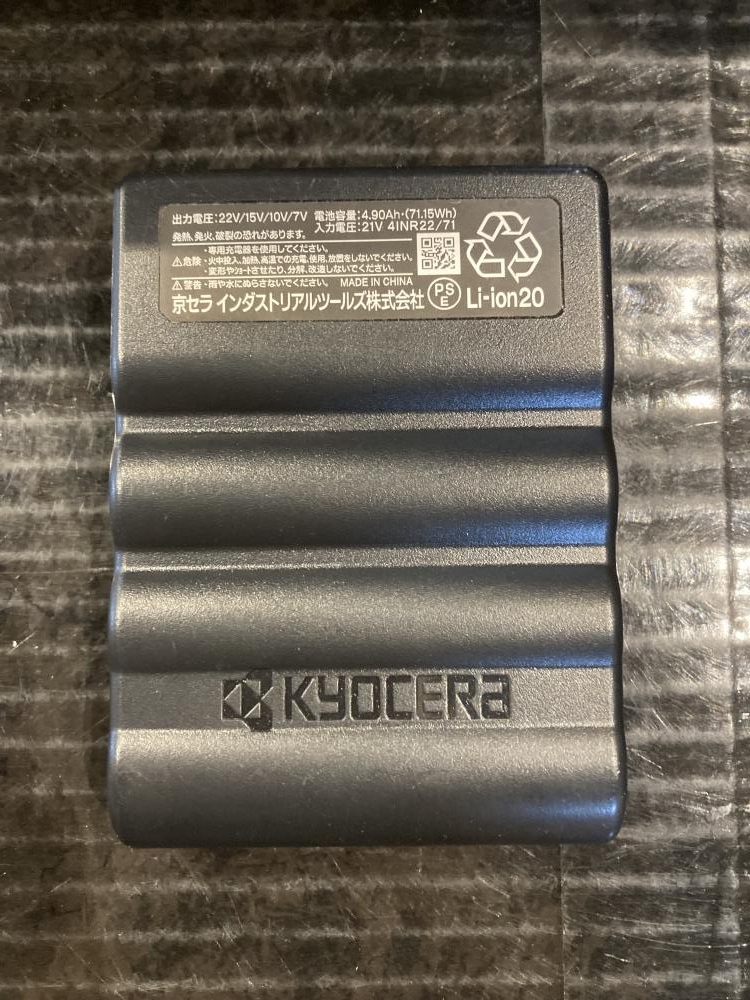 出力電圧:22V/15V/10V/7V 電池容量:4.90Ah・(71.15Wh)
発熱、発火、破裂の恐れがあります。 入力電圧:21V 4INR22/71
・専用充電器を使用してください。
⚠危険・火中投入、加熱、高温での充電、使用、放置をしないでください。
・変形やショートさせたり、分解、改造しないでください。
⚠警告・雨や水にぬらさないでください。 MADE IN CHINA
京セラ インダストリアルツールズ株式会社 PSE Li-ion20
KYOCERA